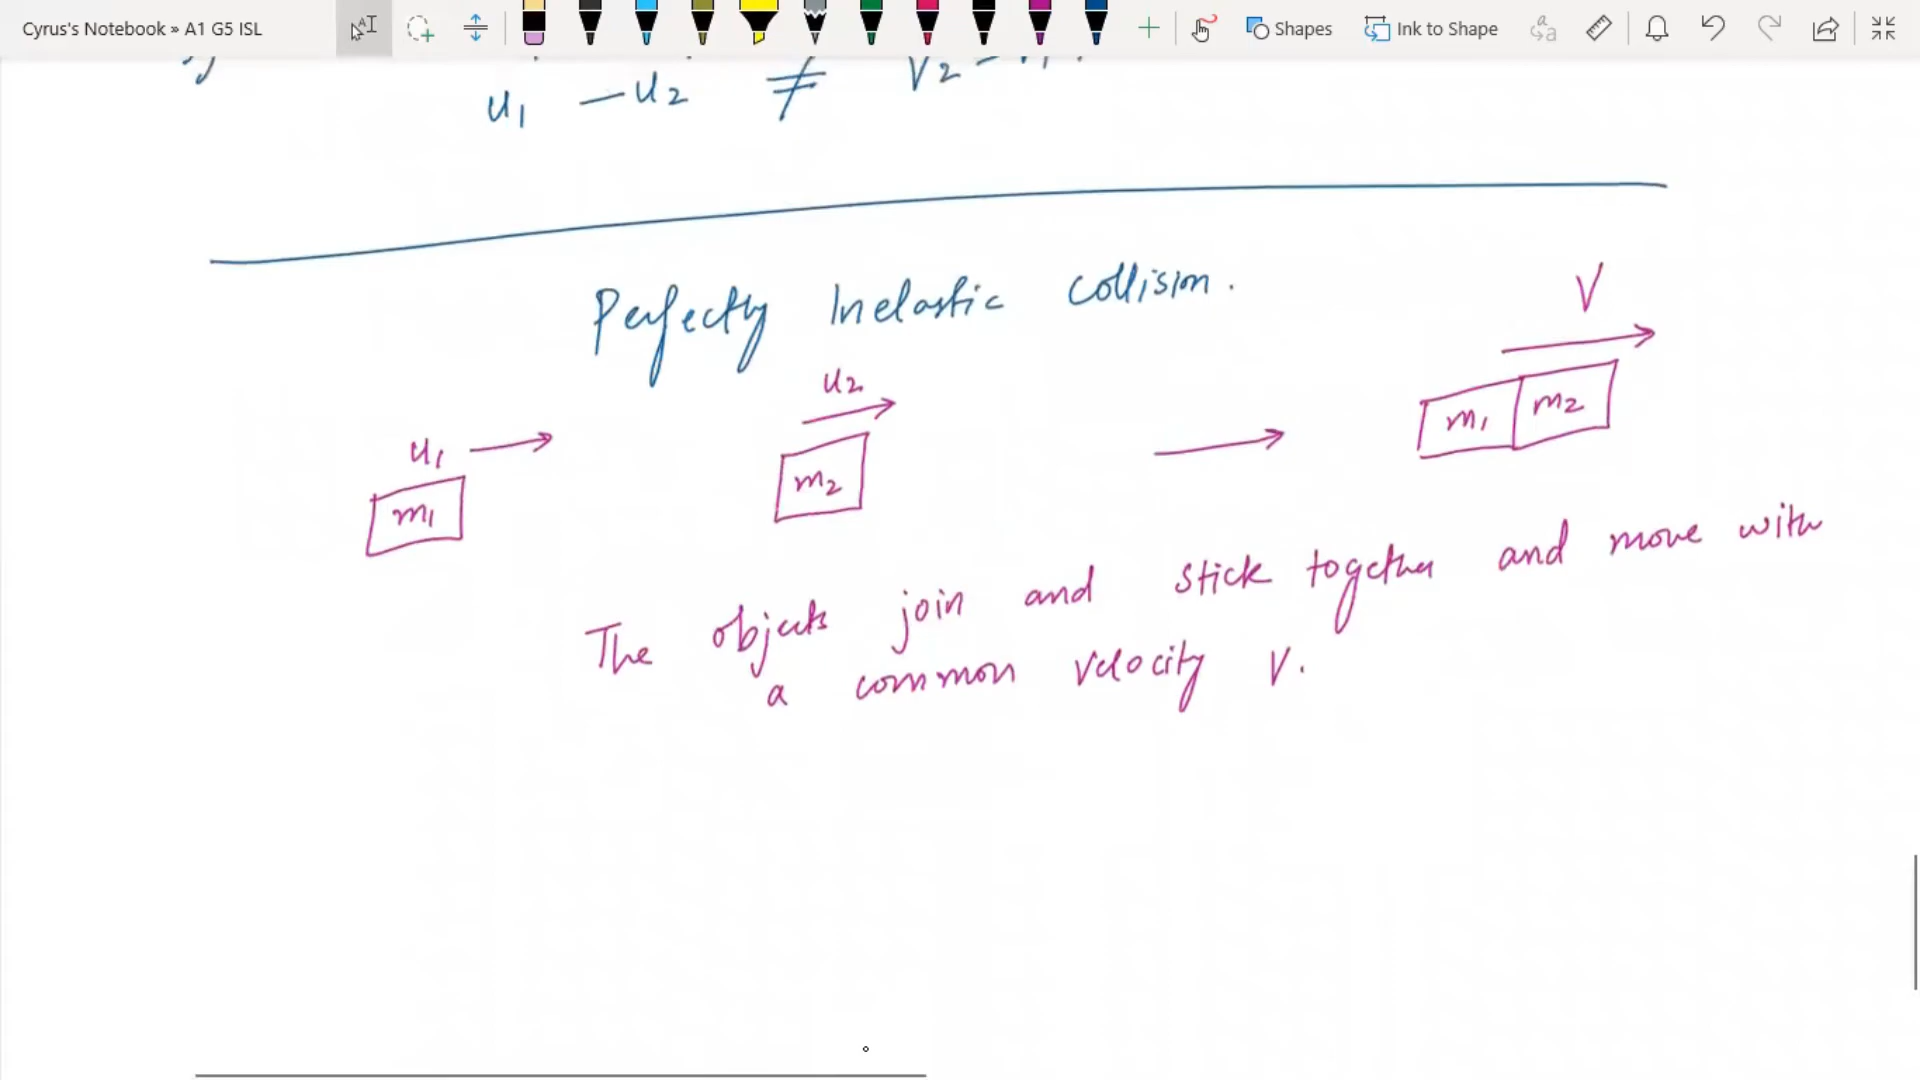 Cyrus's Notebook » A1 G5 ISL
Shapes
Ink to Shape
u1 – u2 ≠ V2 – V1.
Perfectly Inelastic collision.
V
u2
m1 m2
u1
m2
m1
The objects join and stick together and move with
a common velocity V.